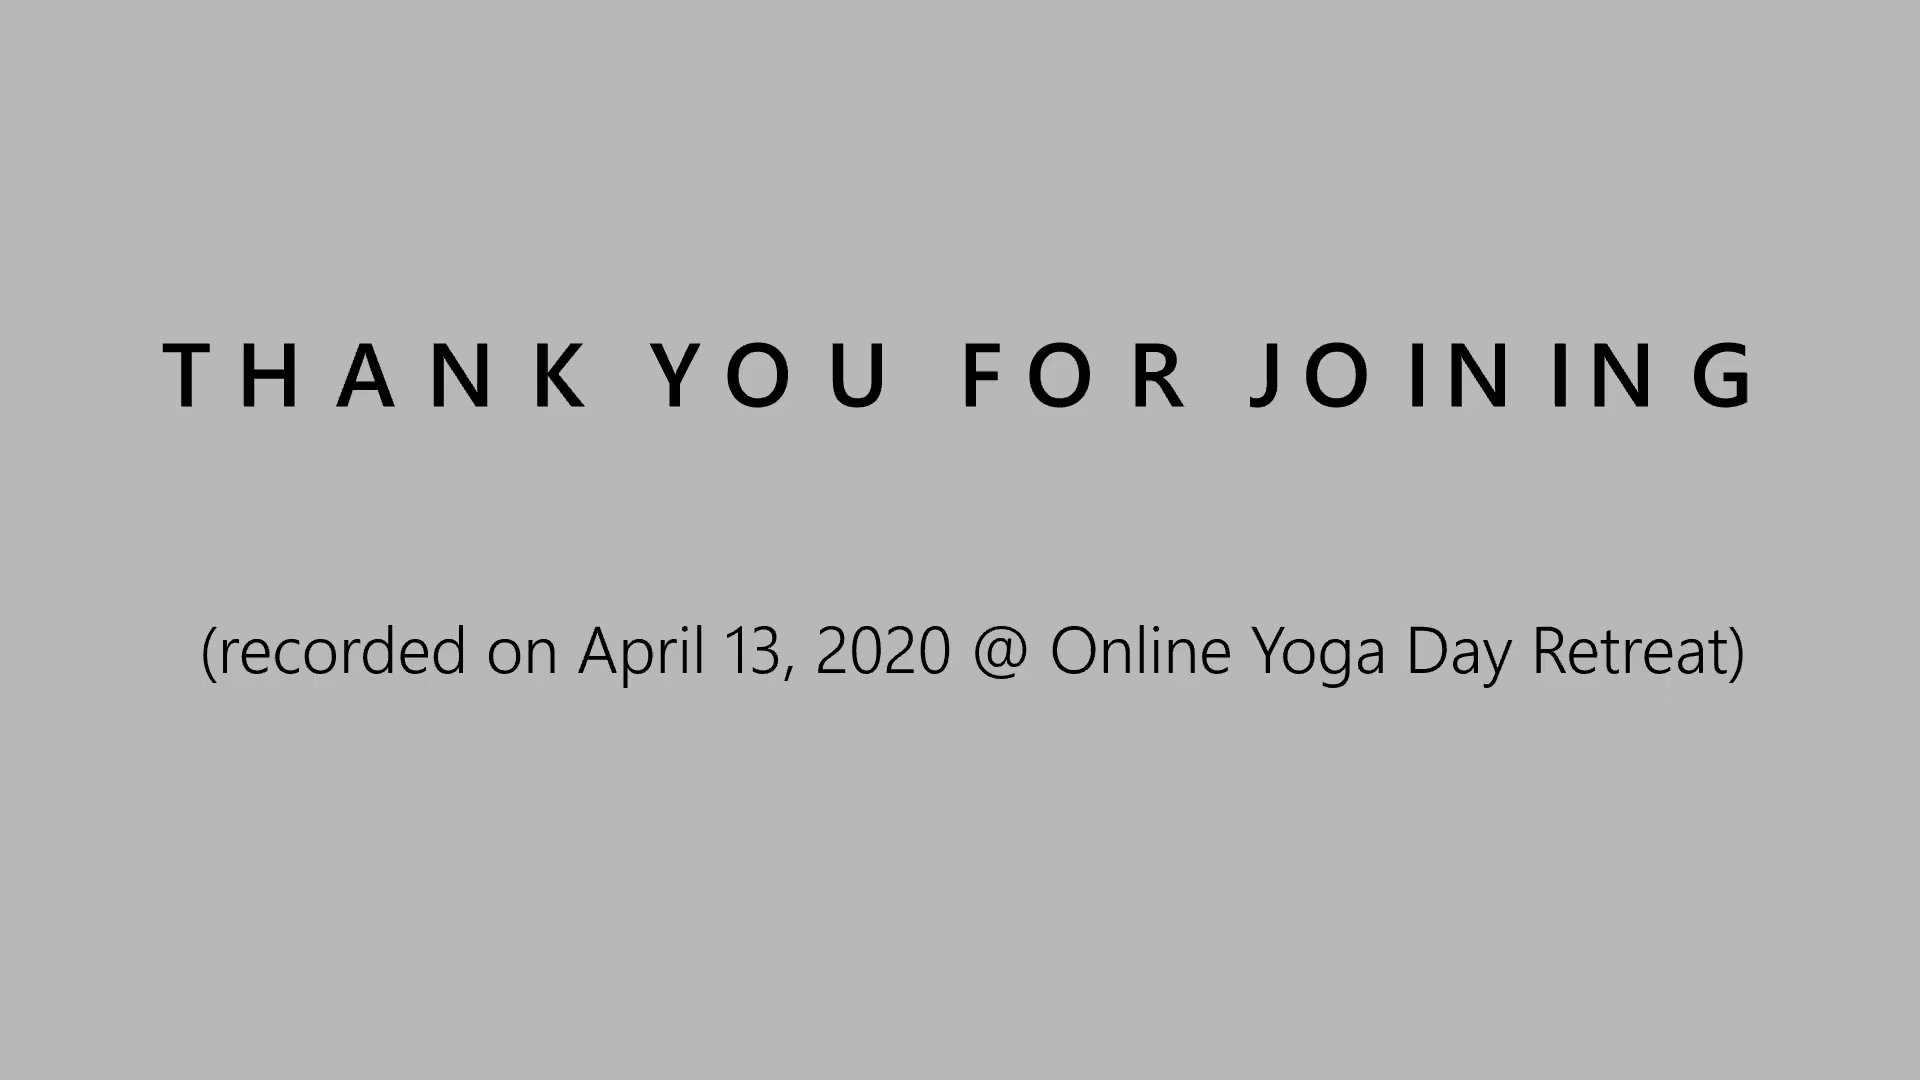 THANK YOU FOR JOINING
(recorded on April 13, 2020 @ Online Yoga Day Retreat)